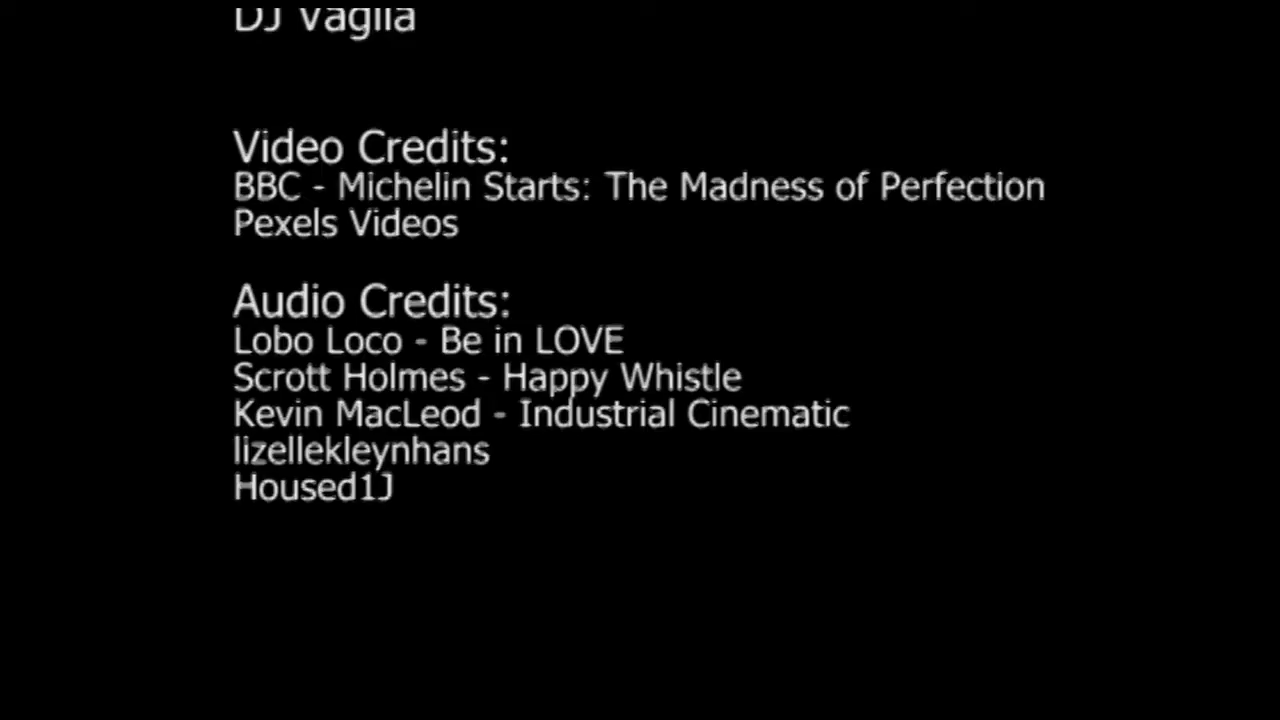 DJ Vaglia
Video Credits:
BBC - Michelin Starts: The Madness of Perfection
Pexels Videos
Audio Credits:
Lobo Loco - Be in LOVE
Scrott Holmes - Happy Whistle
Kevin MacLeod - Industrial Cinematic
lizellekleynhans
Housed1J